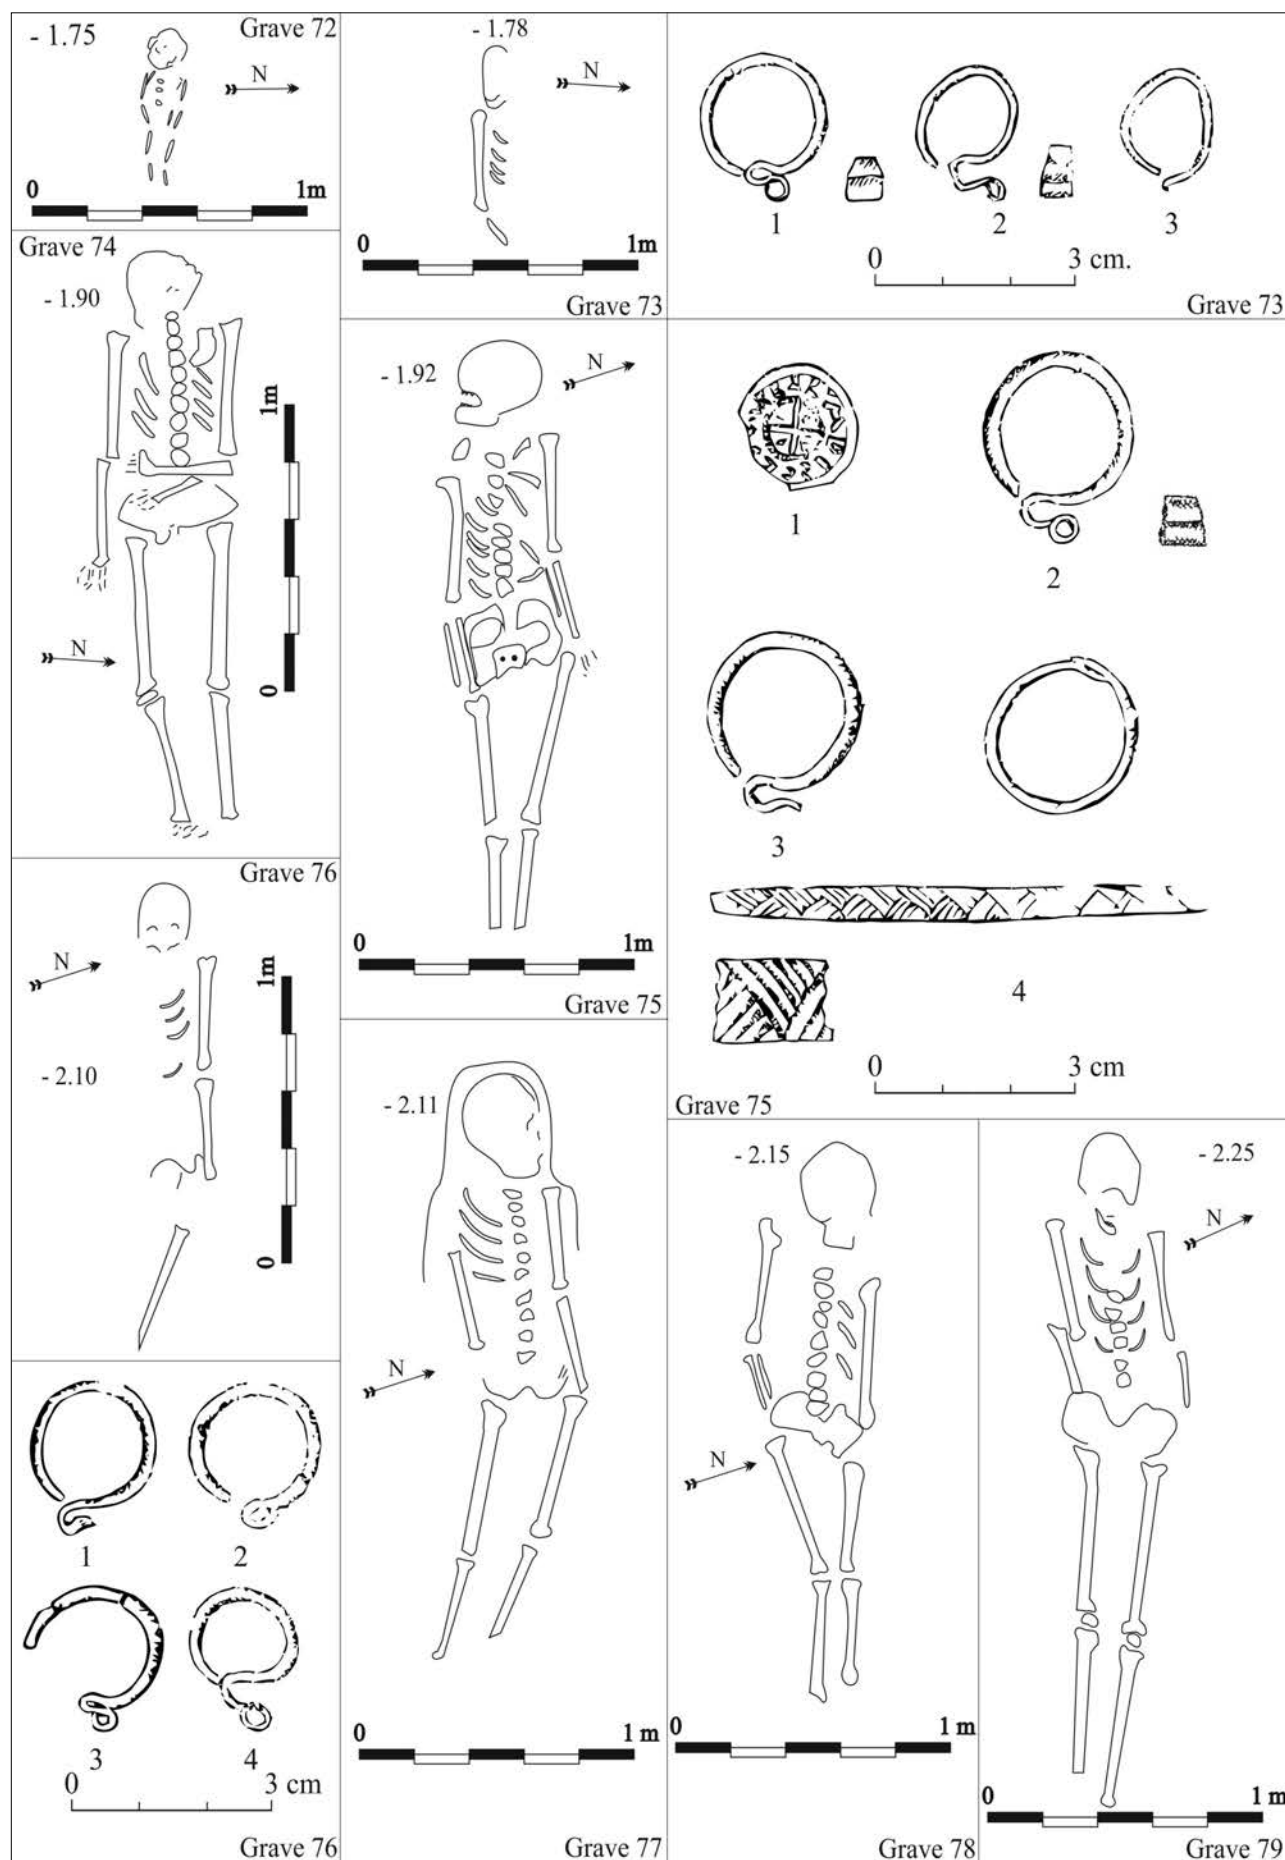 - 1.75 Grave 72
N
0 1m
- 1.78
N
0 1m
Grave 73
1 2 3
0 3 cm.
Grave 73
Grave 74
- 1.90
1m
N
0
- 1.92
N
0 1m
Grave 75
1
2
3
4
0 3 cm
Grave 75
Grave 76
N
1m
- 2.10
0
1 2
3 4
0 3 cm
Grave 76
- 2.11
N
0 1 m
Grave 77
- 2.15
N
0 1 m
Grave 78
- 2.25
N
0 1 m
Grave 79